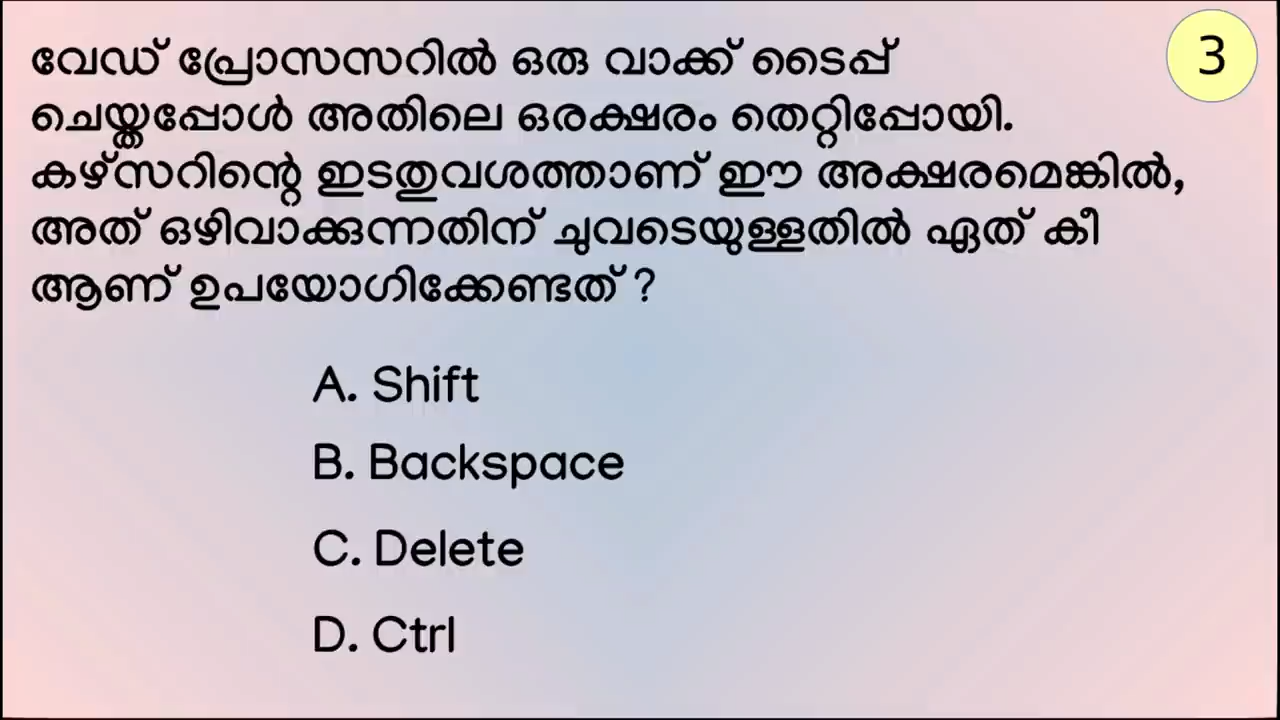 വേഡ് പ്രോസസറിൽ ഒരു വാക്ക് ടൈപ്പ്
3
ചെയ്തപ്പോൾ അതിലെ ഒരക്ഷരം തെറ്റിപ്പോയി.
കഴ്സറിന്റെ ഇടതുവശത്താണ് ഈ അക്ഷരമെങ്കിൽ,
അത് ഒഴിവാക്കുന്നതിന് ചുവടെയുള്ളതിൽ ഏത് കീ
ആണ് ഉപയോഗിക്കേണ്ടത് ?
A. Shift
B. Backspace
C. Delete
D. Ctrl